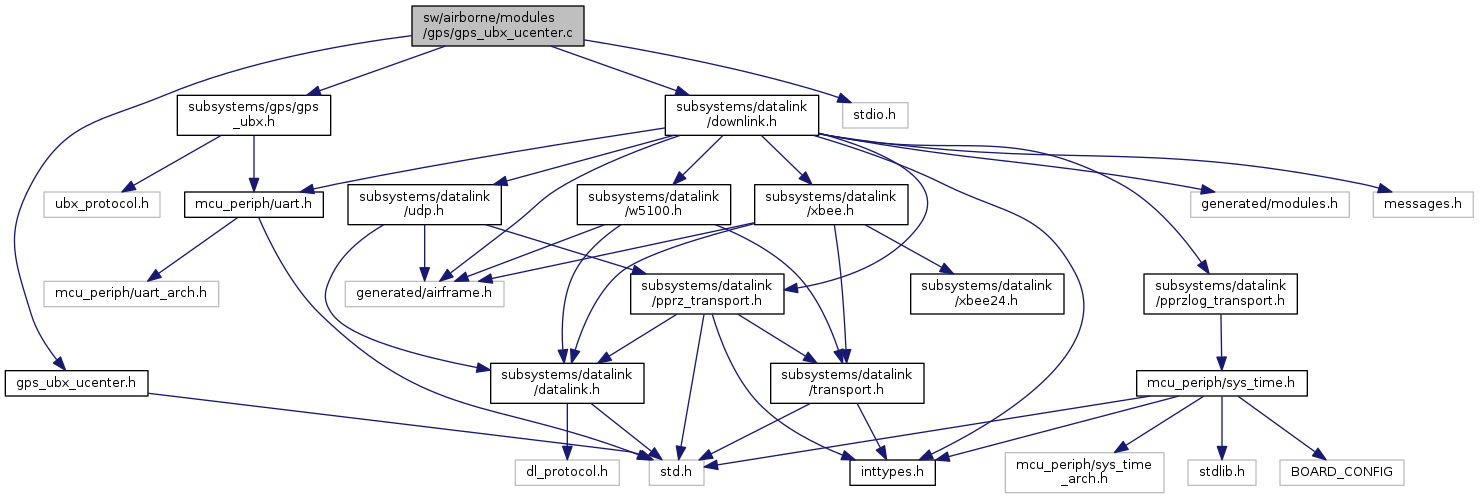 sw/airborne/modules
/gps/gps_ubx_ucenter.c
subsystems/gps/gps
_ubx.h
subsystems/datalink
/downlink.h
stdio.h
ubx_protocol.h
mcu_periph/uart.h
subsystems/datalink
/udp.h
subsystems/datalink
/w5100.h
subsystems/datalink
/xbee.h
generated/modules.h
messages.h
mcu_periph/uart_arch.h
generated/airframe.h
subsystems/datalink
/pprz_transport.h
subsystems/datalink
/xbee24.h
subsystems/datalink
/pprzlog_transport.h
gps_ubx_ucenter.h
subsystems/datalink
/datalink.h
subsystems/datalink
/transport.h
mcu_periph/sys_time.h
dl_protocol.h
std.h
inttypes.h
mcu_periph/sys_time
_arch.h
stdlib.h
BOARD_CONFIG